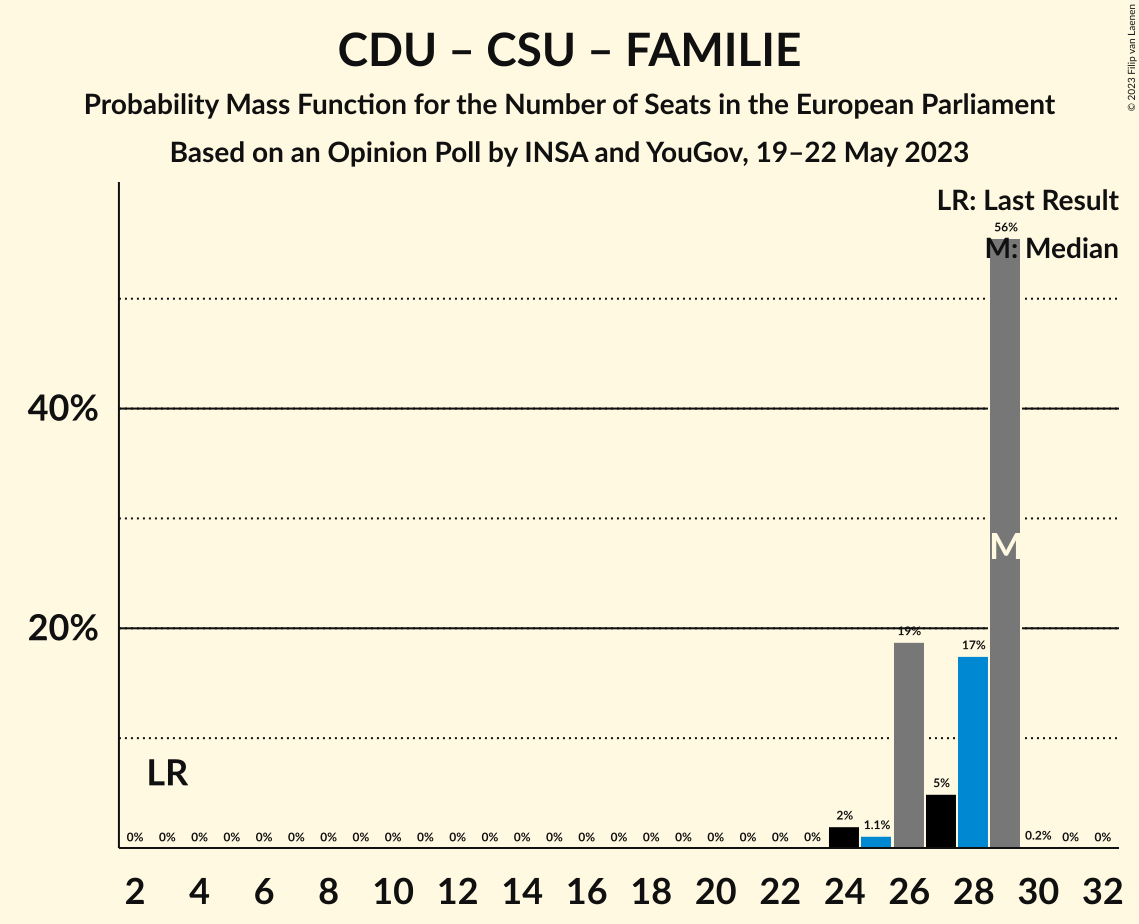 CDU – CSU – FAMILIE
Probability Mass Function for the Number of Seats in the European Parliament
Based on an Opinion Poll by INSA and YouGov, 19–22 May 2023
© 2023 Filip van Laenen
LR: Last Result
M: Median
56%
40%
M
20%
19%
17%
LR
5%
2%
1.1%
0% 0% 0% 0% 0% 0% 0% 0% 0% 0% 0% 0% 0% 0% 0% 0% 0% 0% 0% 0% 0% 0% 0.2% 0% 0%
2 4 6 8 10 12 14 16 18 20 22 24 26 28 30 32